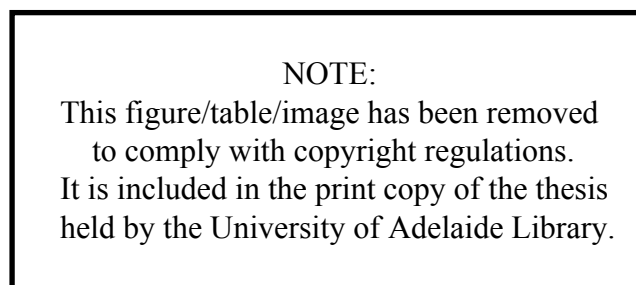 NOTE:
This figure/table/image has been removed
to comply with copyright regulations.
It is included in the print copy of the thesis
held by the University of Adelaide Library.